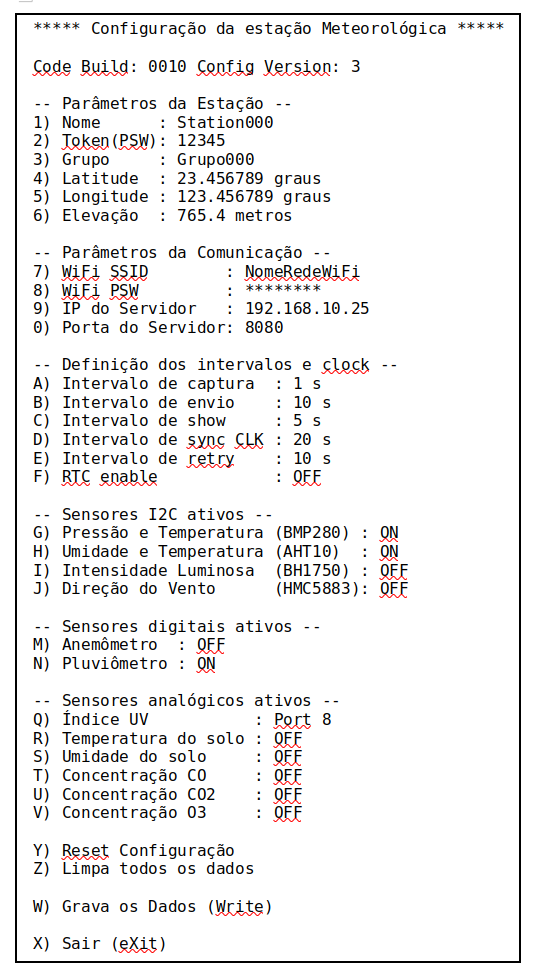 ***** Configuração da estação Meteorológica *****
Code Build: 0010 Config Version: 3
-- Parâmetros da Estação --
1) Nome      : Station000
2) Token(PSW): 12345
3) Grupo     : Grupo000
4) Latitude  : 23.456789 graus
5) Longitude : 123.456789 graus
6) Elevação  : 765.4 metros
-- Parâmetros da Comunicação --
7) WiFi SSID        : NomeRedeWiFi
8) WiFi PSW         : ********
9) IP do Servidor   : 192.168.10.25
0) Porta do Servidor: 8080
-- Definição dos intervalos e clock --
A) Intervalo de captura  : 1 s
B) Intervalo de envio    : 10 s
C) Intervalo de show     : 5 s
D) Intervalo de sync CLK : 20 s
E) Intervalo de retry    : 10 s
F) RTC enable            : OFF
-- Sensores I2C ativos --
G) Pressão e Temperatura (BMP280) : ON
H) Umidade e Temperatura (AHT10)  : ON
I) Intensidade Luminosa  (BH1750) : OFF
J) Direção do Vento      (HMC5883): OFF
-- Sensores digitais ativos --
M) Anemômetro  : OFF
N) Pluviômetro : ON
-- Sensores analógicos ativos --
Q) Índice UV           : Port 8
R) Temperatura do solo : OFF
S) Umidade do solo     : OFF
T) Concentração CO     : OFF
U) Concentração CO2    : OFF
V) Concentração O3     : OFF
Y) Reset Configuração
Z) Limpa todos os dados
W) Grava os Dados (Write)
X) Sair (eXit)